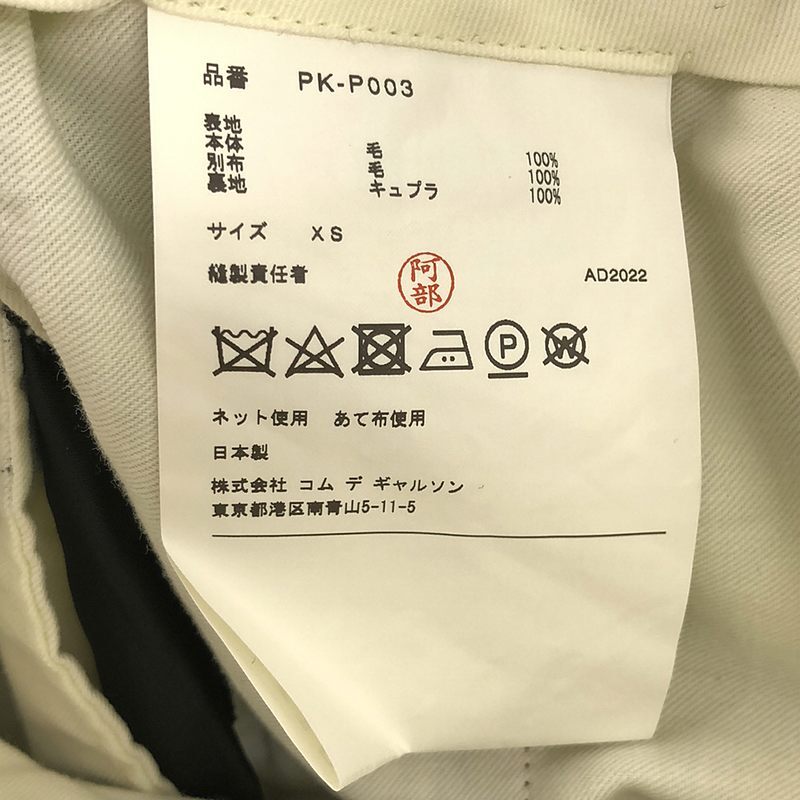 品番 PK-P003
表地
本体 毛 100%
別布 毛 100%
裏地 キュプラ 100%
サイズ XS
縫製責任者 阿部 AD2022
P W
ネット使用 あて布使用
日本製
株式会社 コム デ ギャルソン
東京都港区南青山5-11-5